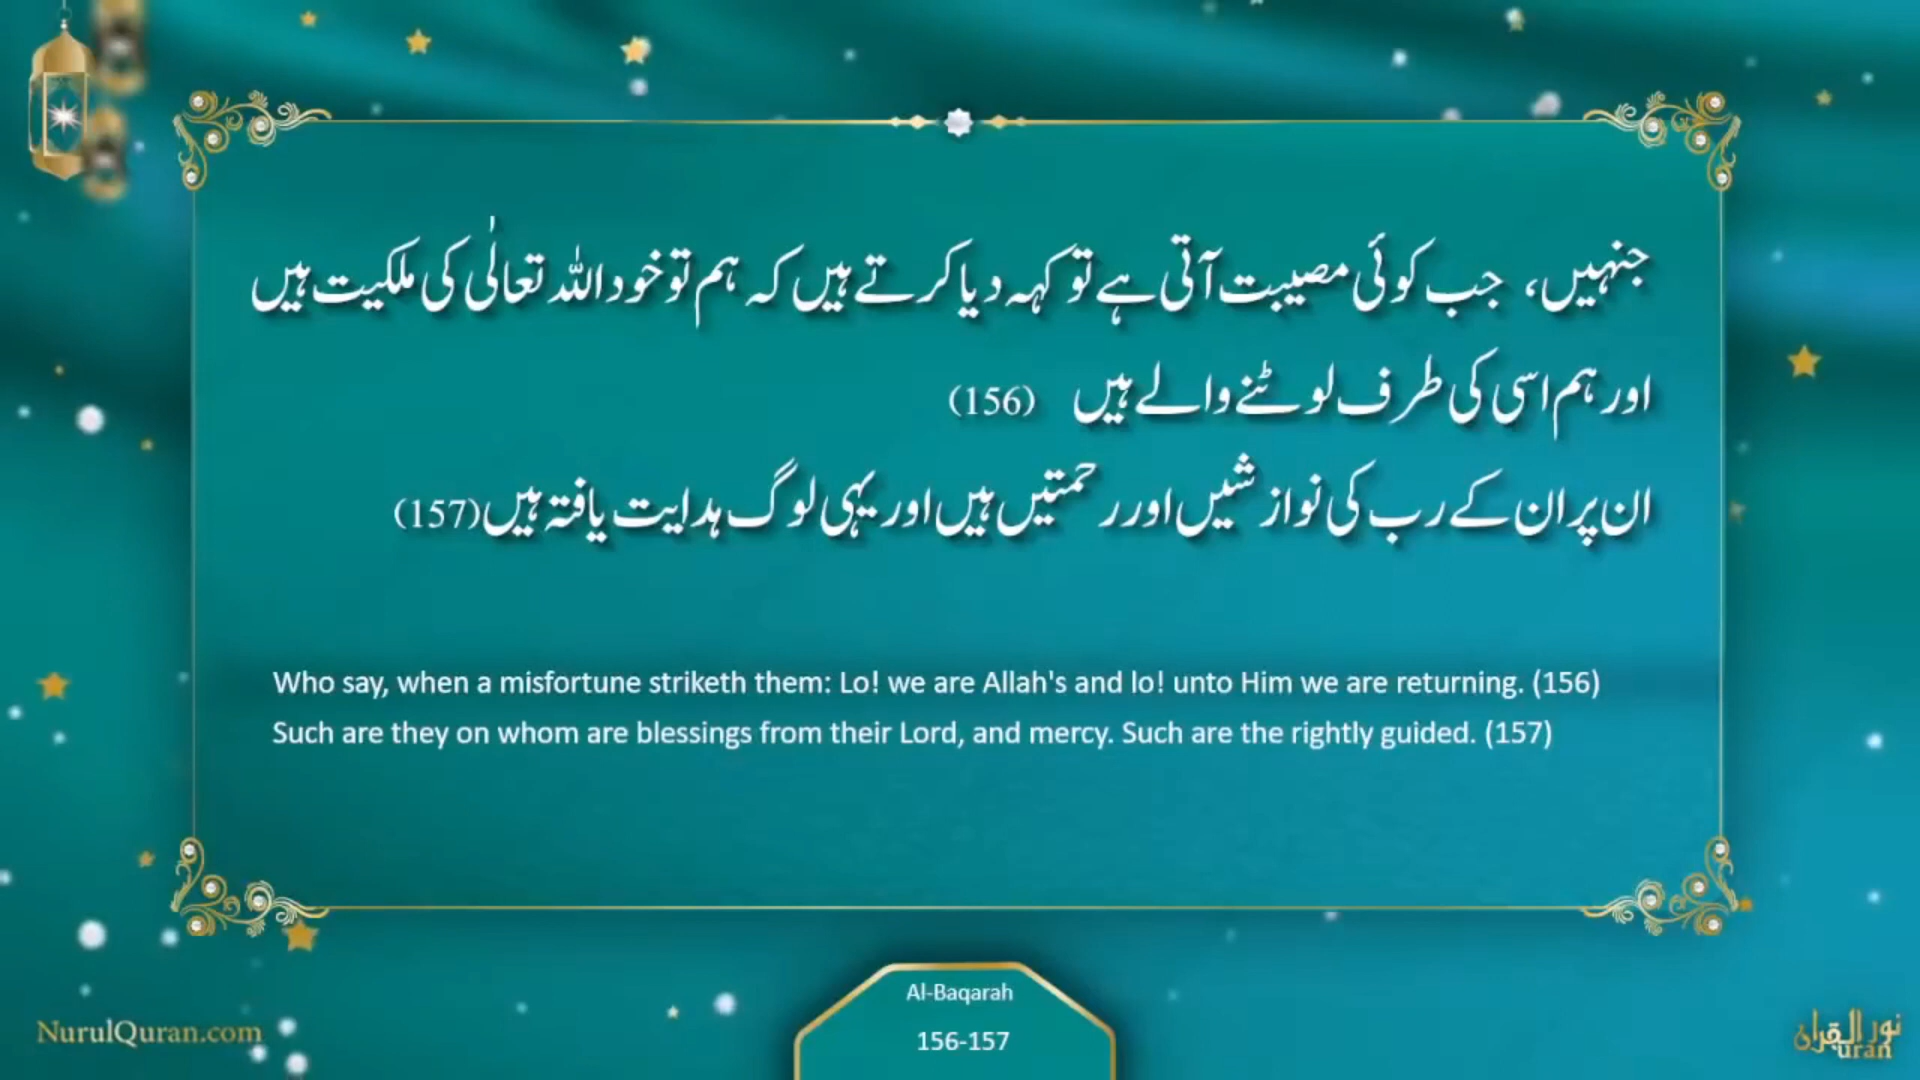 جنہیں، جب کوئی مصیبت آتی ہے تو کہہ دیا کرتے ہیں کہ ہم تو خود اللہ تعالٰی کی ملکیت ہیں
اور ہم اسی کی طرف لوٹنے والے ہیں (156)
ان پر ان کے رب کی نوازشیں اور رحمتیں ہیں اور یہی لوگ ہدایت یافتہ ہیں(157)
Who say, when a misfortune striketh them: Lo! we are Allah's and lo! unto Him we are returning. (156)
Such are they on whom are blessings from their Lord, and mercy. Such are the rightly guided. (157)
Al-Baqarah
156-157
NurulQuran.com
نور القرآن
uran